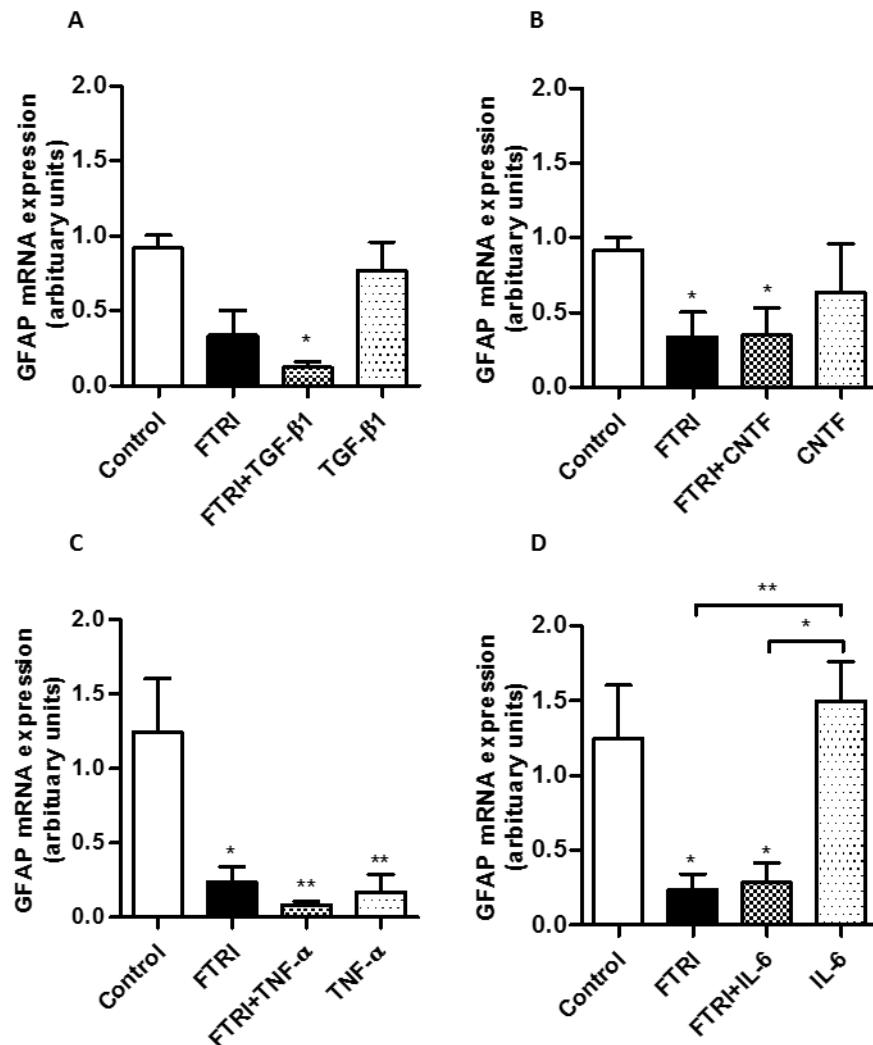 A
GFAP mRNA expression
(arbituary units)
2.0
1.5
1.0
0.5
0.0
*
Control
FTRI
FTRI+TGF-β1
TGF-β1
B
GFAP mRNA expression
(arbituary units)
2.0
1.5
1.0
0.5
0.0
*
*
Control
FTRI
FTRI+CNTF
CNTF
C
GFAP mRNA expression
(arbituary units)
2.0
1.5
1.0
0.5
0.0
*
**
**
Control
FTRI
FTRI+TNF-α
TNF-α
D
GFAP mRNA expression
(arbituary units)
2.0
1.5
1.0
0.5
0.0
**
*
*
*
Control
FTRI
FTRI+IL-6
IL-6